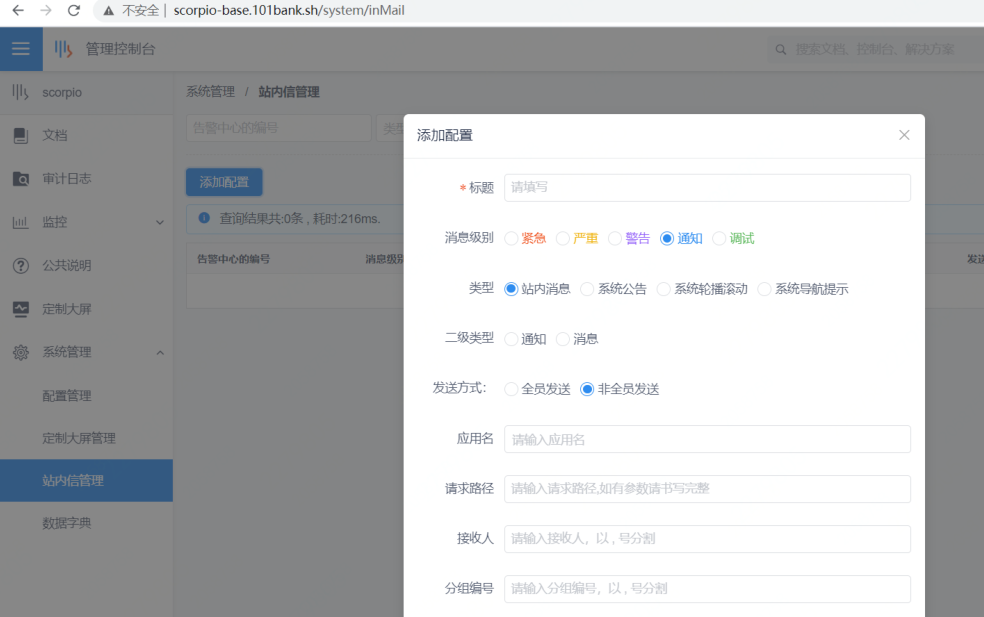 不安全 scorpio-base.101bank.sh/system/inMail
管理控制台
搜索文档、控制台、解决方案
scorpio
文档
审计日志
监控
公共说明
定制大屏
系统管理
配置管理
定制大屏管理
站内信管理
数据字典
系统管理 / 站内信管理
告警中心的编号 类型
添加配置
查询结果共:0条 , 耗时:216ms.
告警中心的编号 消息级别 发送
添加配置
*标题 请填写
消息级别 紧急 严重 警告 通知 调试
类型 站内消息 系统公告 系统轮播滚动 系统导航提示
二级类型 通知 消息
发送方式: 全员发送 非全员发送
应用名 请输入应用名
请求路径 请输入请求路径,如有参数请书写完整
接收人 请输入接收人，以 , 号分割
分组编号 请输入分组编号，以 , 号分割